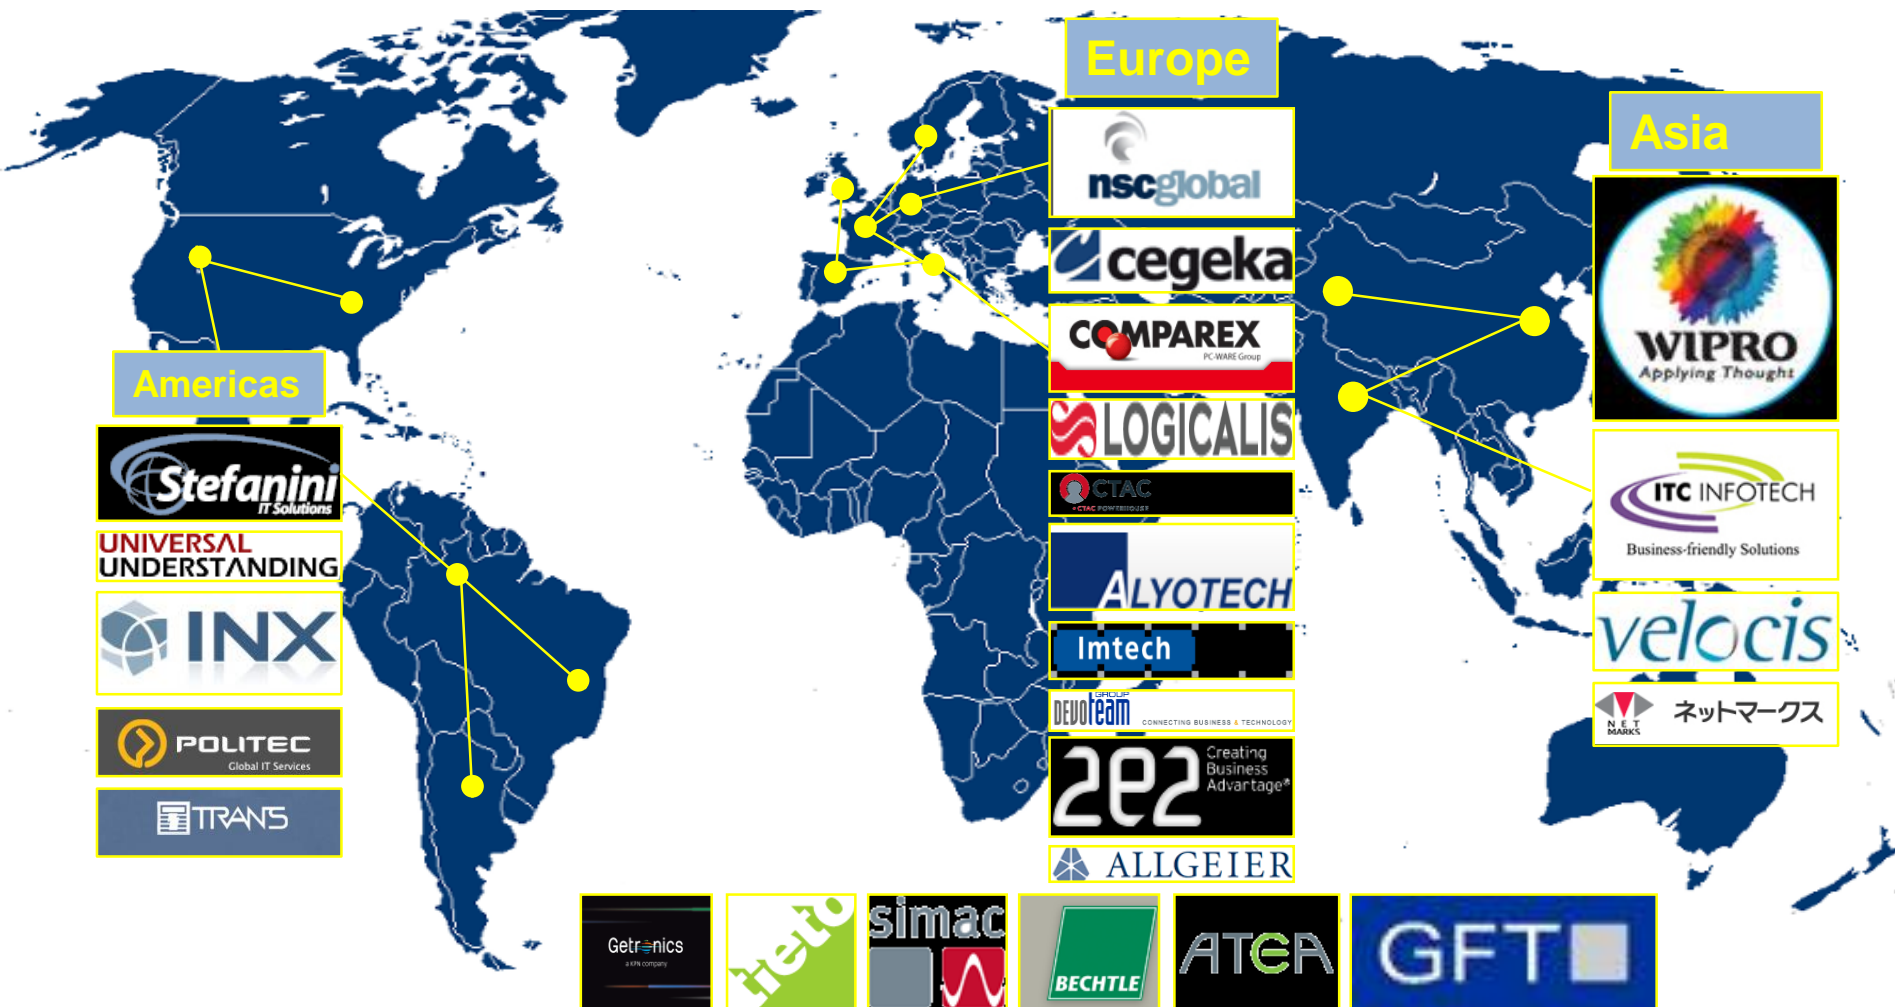 Europe
nscglobal
cegeka
COMPAREX
PC-WARE Group
LOGICALIS
CTAC
CTAC POWERHOUSE
ALYOTECH
Imtech
GROUP
DEVOteam
CONNECTING BUSINESS & TECHNOLOGY
2e2
Creating
Business
Advantage®
ALLGEIER
Asia
WIPRO
Applying Thought
ITC INFOTECH
Business-friendly Solutions
velocis
NET
MARKS
ネットマークス
Americas
Stefanini
IT Solutions
UNIVERSAL
UNDERSTANDING
INX
POLITEC
Global IT Services
TTRANS
Getronics
a KPN company
tieto
simac
BECHTLE
ATEA
GFT